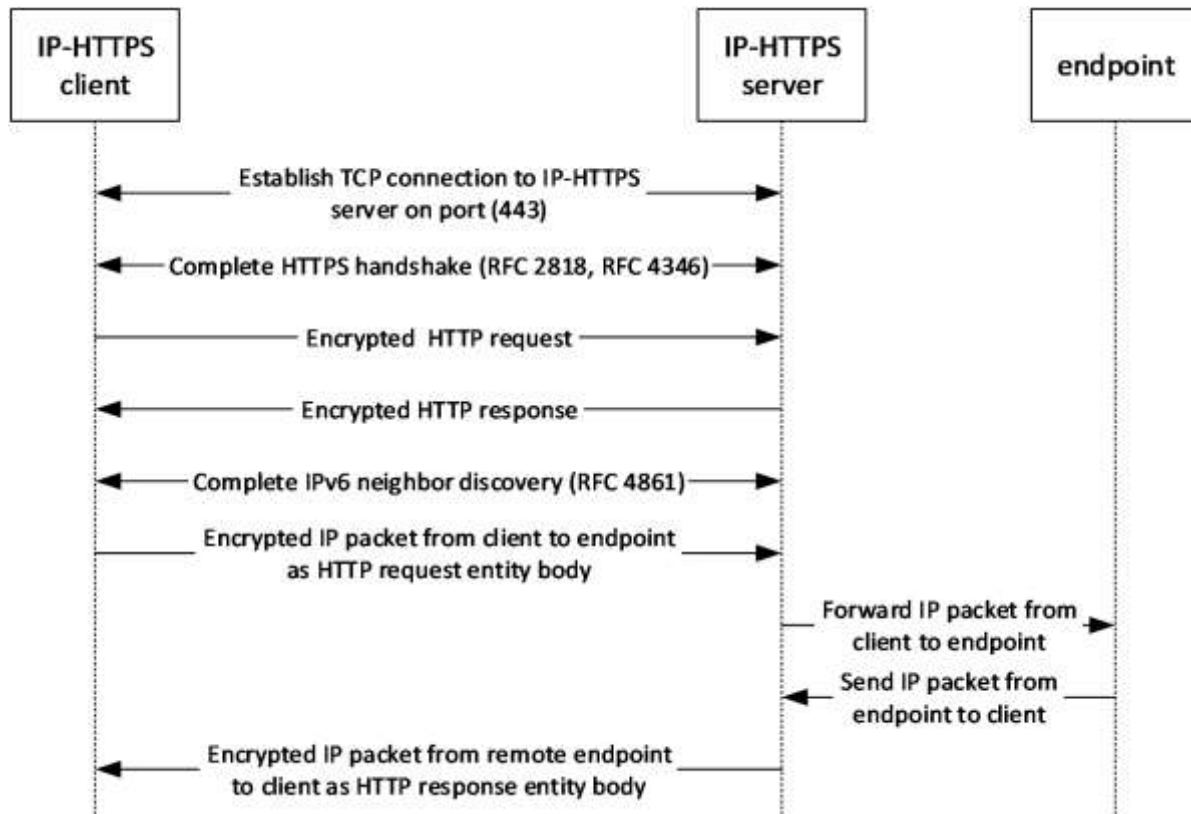 IP-HTTPS
client
IP-HTTPS
server
endpoint
Establish TCP connection to IP-HTTPS
server on port (443)
Complete HTTPS handshake (RFC 2818, RFC 4346)
Encrypted HTTP request
Encrypted HTTP response
Complete IPv6 neighbor discovery (RFC 4861)
Encrypted IP packet from client to endpoint
as HTTP request entity body
Forward IP packet from
client to endpoint
Send IP packet from
endpoint to client
Encrypted IP packet from remote endpoint
to client as HTTP response entity body